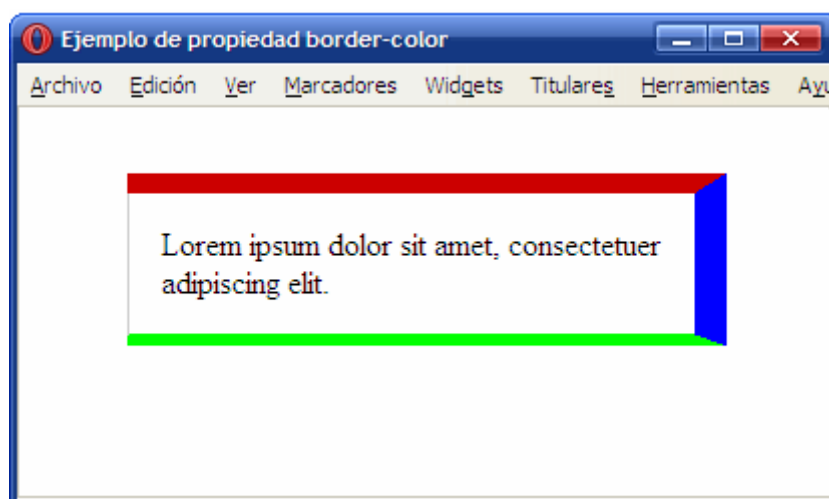 Ejemplo de propiedad border-color
Archivo Edición Ver Marcadores Widgets Titulares Herramientas Ayu
Lorem ipsum dolor sit amet, consectetuer
adipiscing elit.